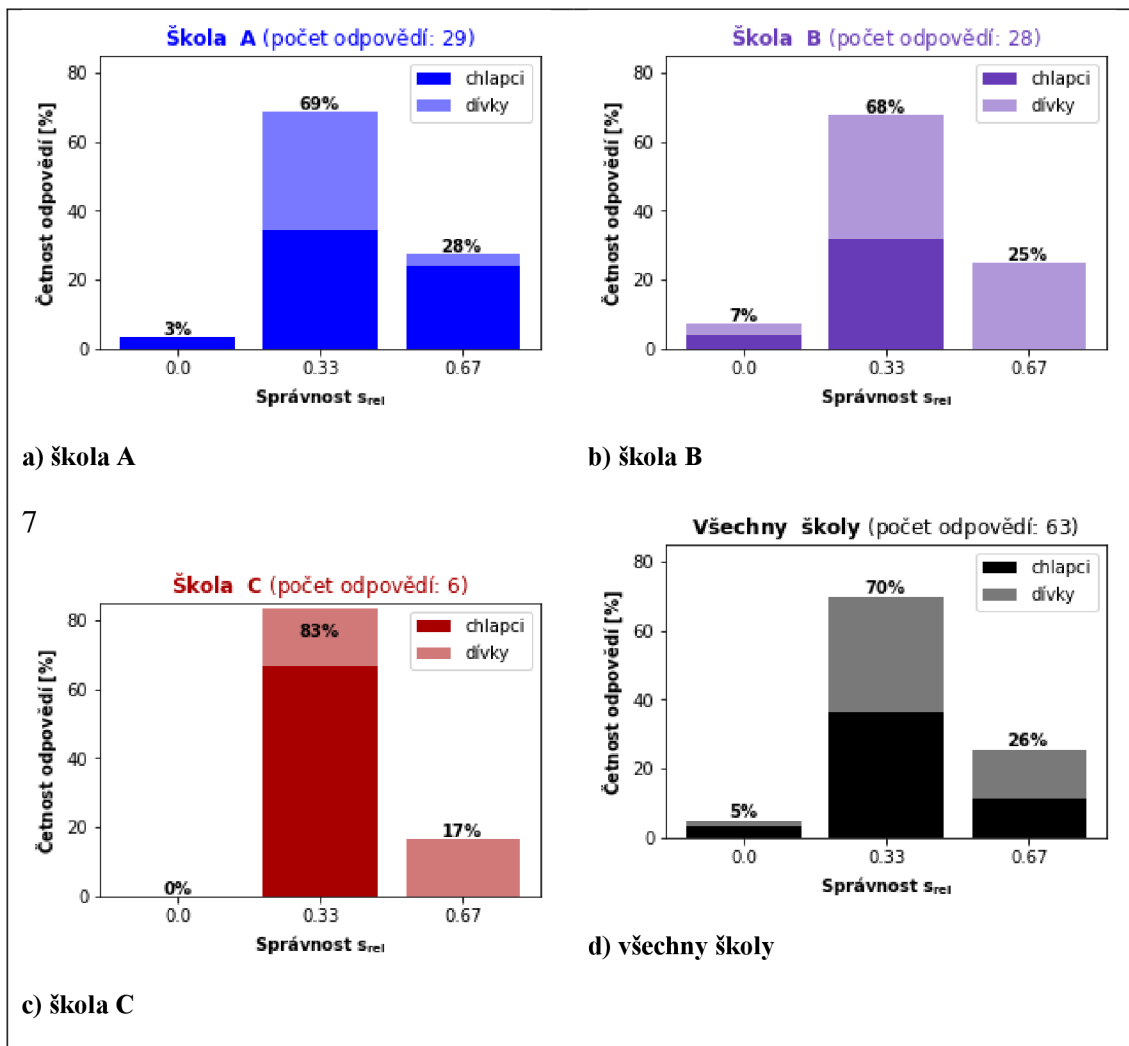 Škola A (počet odpovědí: 29)
Četnost odpovědí [%]
80
60
40
20
0
chlapci
dívky
3%
69%
28%
0.0 0.33 0.67
Správnost s_rel
a) škola A
Škola B (počet odpovědí: 28)
Četnost odpovědí [%]
80
60
40
20
0
chlapci
dívky
7%
68%
25%
0.0 0.33 0.67
Správnost s_rel
b) škola B
7
Škola C (počet odpovědí: 6)
Četnost odpovědí [%]
80
60
40
20
0
chlapci
dívky
0%
83%
17%
0.0 0.33 0.67
Správnost s_rel
c) škola C
Všechny školy (počet odpovědí: 63)
Četnost odpovědí [%]
80
60
40
20
0
chlapci
dívky
5%
70%
26%
0.0 0.33 0.67
Správnost s_rel
d) všechny školy